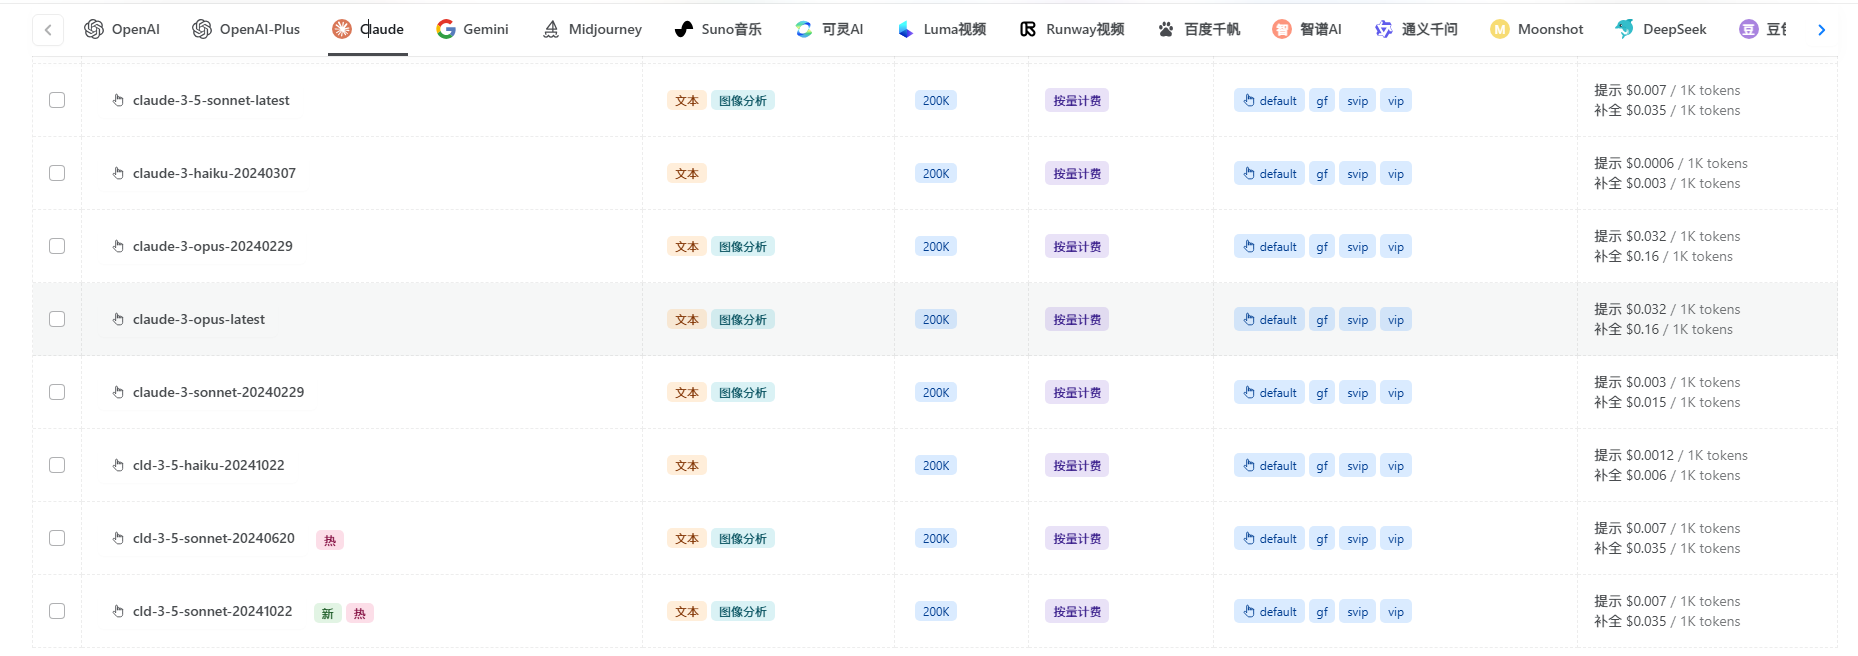 OpenAI OpenAI-Plus Claude Gemini Midjourney Suno音乐 可灵AI Luma视频 Runway视频 百度千帆 智 智谱AI 通义千问 M Moonshot DeepSeek 豆 豆
claude-3-5-sonnet-latest 文本 图像分析 200K 按量计费 default gf svip vip 提示 $0.007 / 1K tokens
补全 $0.035 / 1K tokens
claude-3-haiku-20240307 文本 200K 按量计费 default gf svip vip 提示 $0.0006 / 1K tokens
补全 $0.003 / 1K tokens
claude-3-opus-20240229 文本 图像分析 200K 按量计费 default gf svip vip 提示 $0.032 / 1K tokens
补全 $0.16 / 1K tokens
claude-3-opus-latest 文本 图像分析 200K 按量计费 default gf svip vip 提示 $0.032 / 1K tokens
补全 $0.16 / 1K tokens
claude-3-sonnet-20240229 文本 图像分析 200K 按量计费 default gf svip vip 提示 $0.003 / 1K tokens
补全 $0.015 / 1K tokens
cld-3-5-haiku-20241022 文本 200K 按量计费 default gf svip vip 提示 $0.0012 / 1K tokens
补全 $0.006 / 1K tokens
cld-3-5-sonnet-20240620 热 文本 图像分析 200K 按量计费 default gf svip vip 提示 $0.007 / 1K tokens
补全 $0.035 / 1K tokens
cld-3-5-sonnet-20241022 新 热 文本 图像分析 200K 按量计费 default gf svip vip 提示 $0.007 / 1K tokens
补全 $0.035 / 1K tokens